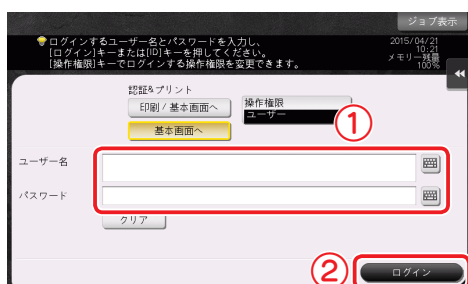 ジョブ表示
ログインするユーザー名とパスワードを入力し、
[ログイン]キーまたは[ID]キーを押してください。
[操作権限]キーでログインする操作権限を変更できます。
2015/04/21
10:21
メモリー残量
100%
認証&プリント
印刷/基本画面へ
操作権限
ユーザー
基本画面へ
①
ユーザー名
パスワード
クリア
②
ログイン